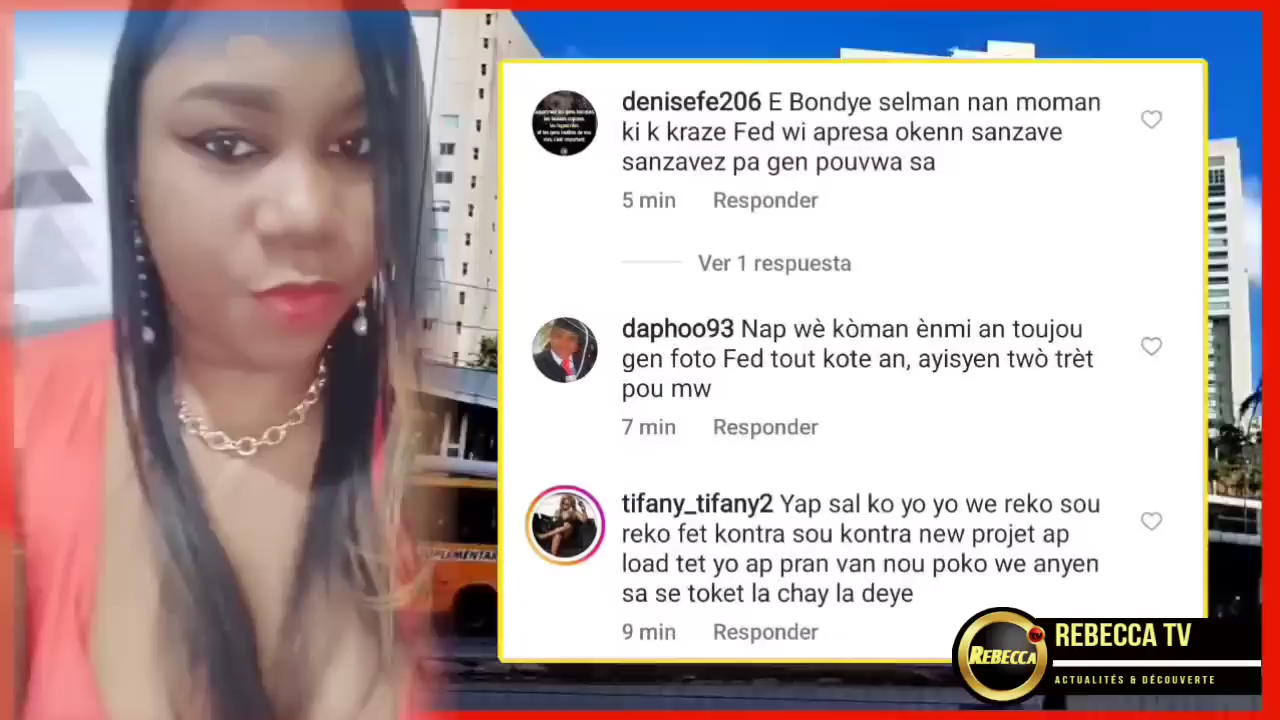 denisefe206 E Bondye selman nan moman
ki k kraze Fed wi apresa okenn sanzave
sanzavez pa gen pouvwa sa
5 min Responder
Ver 1 respuesta
daphoo93 Nap wè kòman ènmi an toujou
gen foto Fed tout kote an, ayisyen twò trèt
pou mw
7 min Responder
tifany_tifany2 Yap sal ko yo yo we reko sou
reko fet kontra sou kontra new projet ap
load tet yo ap pran van nou poko we anyen
sa se toket la chay la deye
9 min Responder
REBECCA TV
REBECCA TV
ACTUALITÉS & DÉCOUVERTE